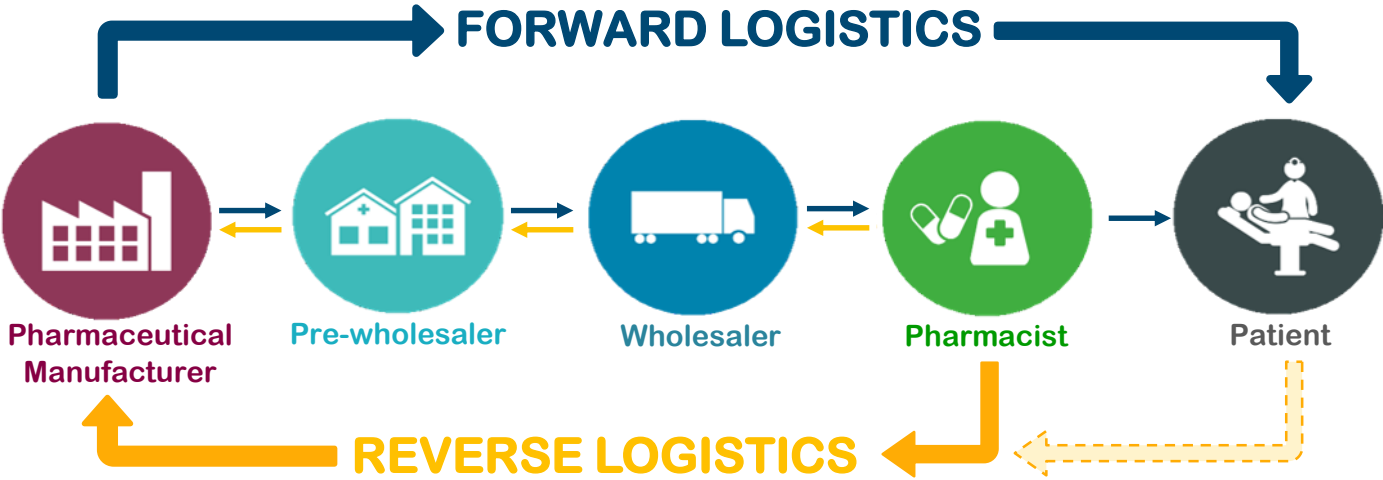 FORWARD LOGISTICS
Pharmaceutical
Manufacturer
Pre-wholesaler
Wholesaler
Pharmacist
Patient
REVERSE LOGISTICS